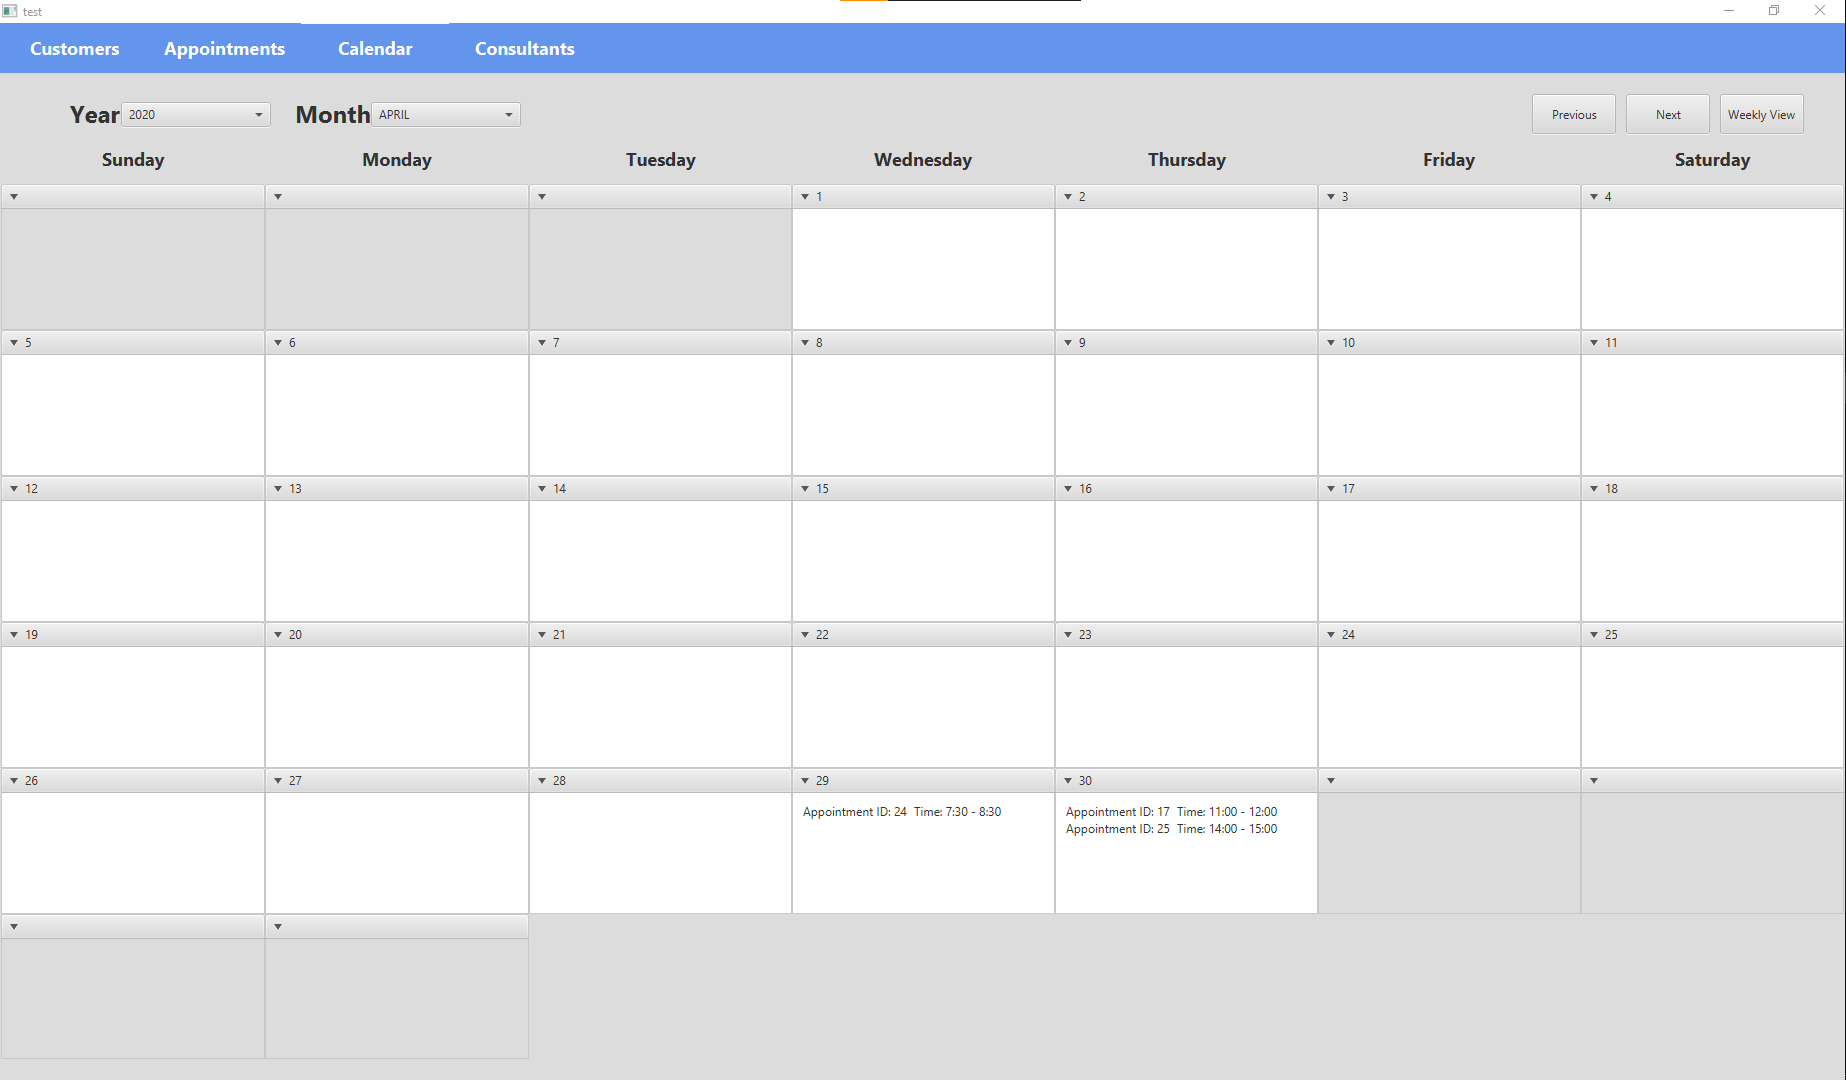 test
Customers Appointments Calendar Consultants
Year 2020 Month APRIL Previous Next Weekly View
Sunday Monday Tuesday Wednesday Thursday Friday Saturday
1 2 3 4
5 6 7 8 9 10 11
12 13 14 15 16 17 18
19 20 21 22 23 24 25
26 27 28 29 30
Appointment ID: 24 Time: 7:30 - 8:30 Appointment ID: 17 Time: 11:00 - 12:00
Appointment ID: 25 Time: 14:00 - 15:00